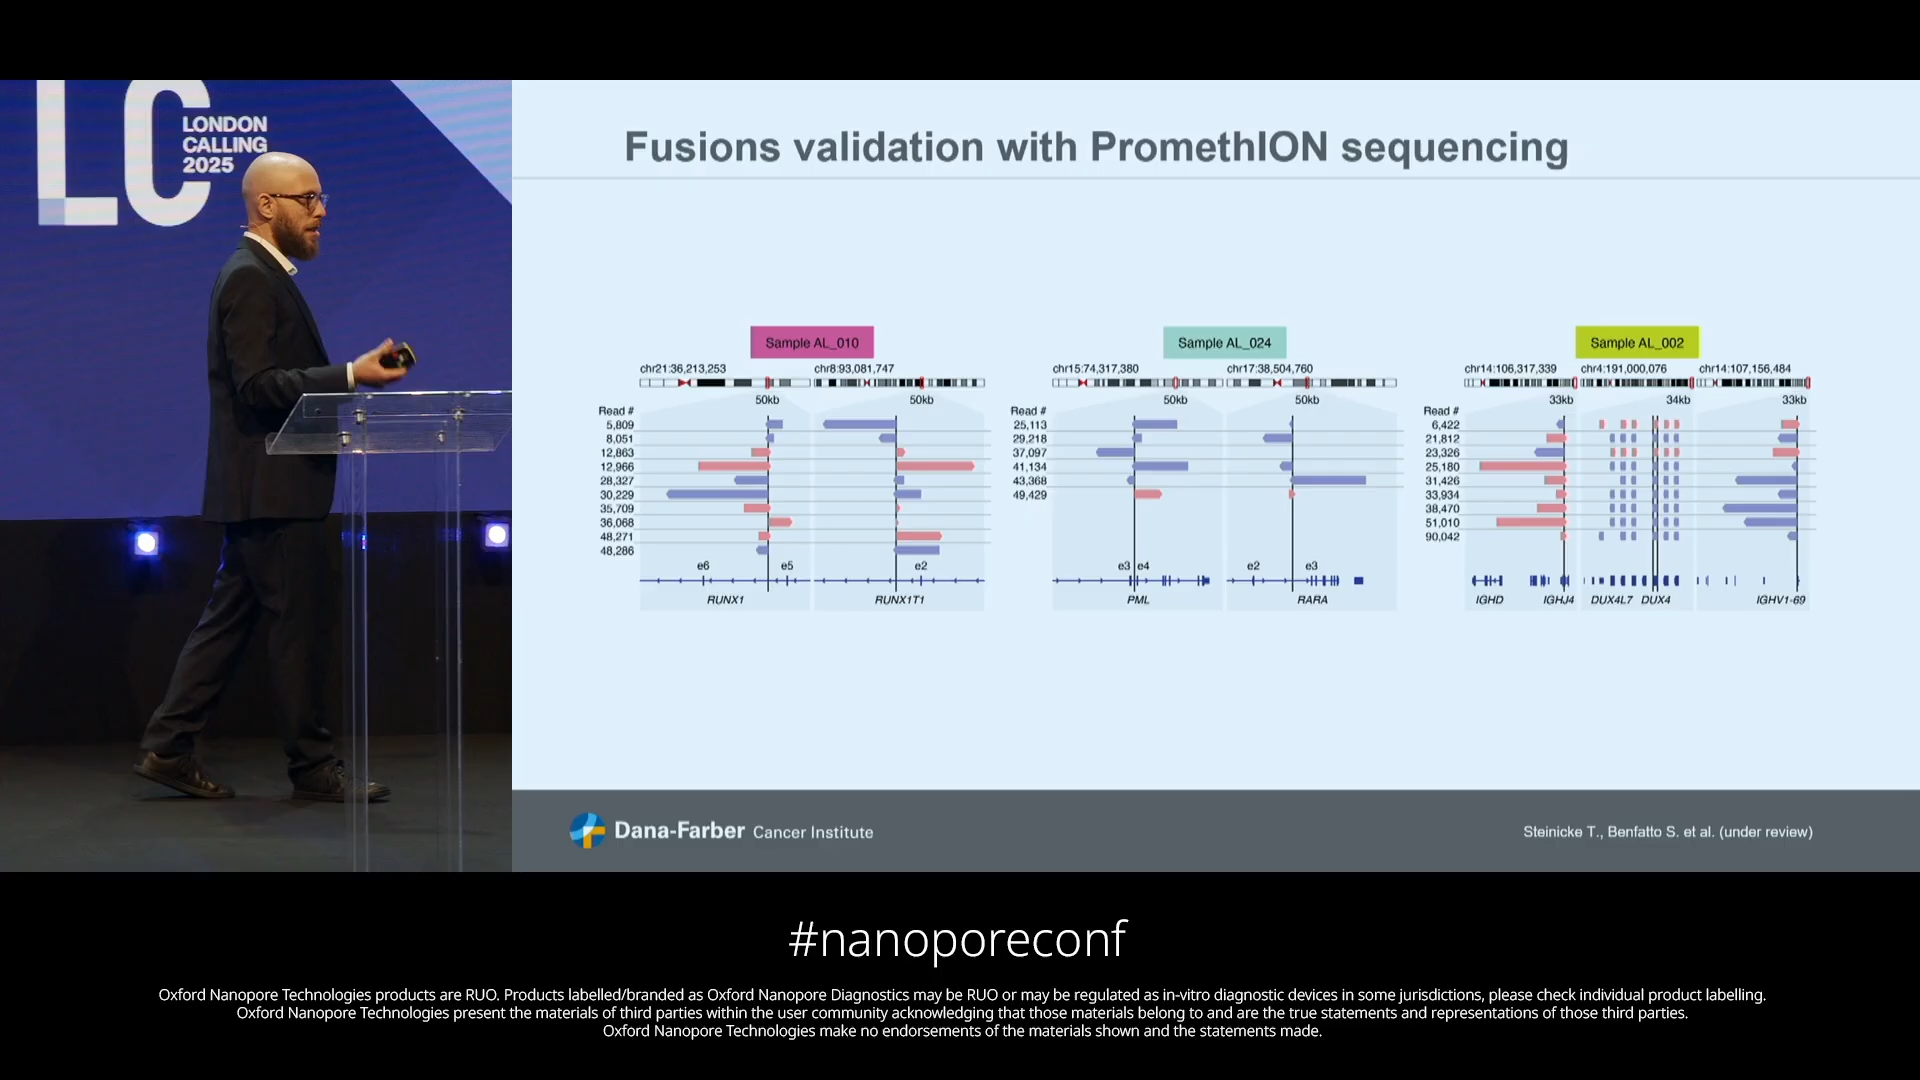 LC
LONDON
CALLING
2025
Fusions validation with PromethION sequencing
Sample AL_010
chr21:36,213,253
chr8:93,081,747
50kb
50kb
Read #
5,809
8,051
12,863
12,966
28,327
30,229
35,709
36,068
48,271
48,286
e6
e5
e2
RUNX1
RUNX1T1
Sample AL_024
chr15:74,317,380
chr17:38,504,760
50kb
50kb
Read #
25,113
29,218
37,097
41,134
43,368
49,429
e3
e4
e2
e3
PML
RARA
Sample AL_002
chr14:106,317,339
chr4:191,000,076
chr14:107,156,484
33kb
34kb
33kb
Read #
6,422
21,812
23,326
25,180
31,426
33,934
38,470
51,010
90,042
IGHD
IGHJ4
DUX4L7
DUX4
IGHV1-69
Dana-Farber Cancer Institute
Steinicke T., Benfatto S. et al. (under review)
#nanoporeconf
Oxford Nanopore Technologies products are RUO. Products labelled/branded as Oxford Nanopore Diagnostics may be RUO or may be regulated as in-vitro diagnostic devices in some jurisdictions, please check individual product labelling.
Oxford Nanopore Technologies present the materials of third parties within the user community acknowledging that those materials belong to and are the true statements and representations of those third parties.
Oxford Nanopore Technologies make no endorsements of the materials shown and the statements made.